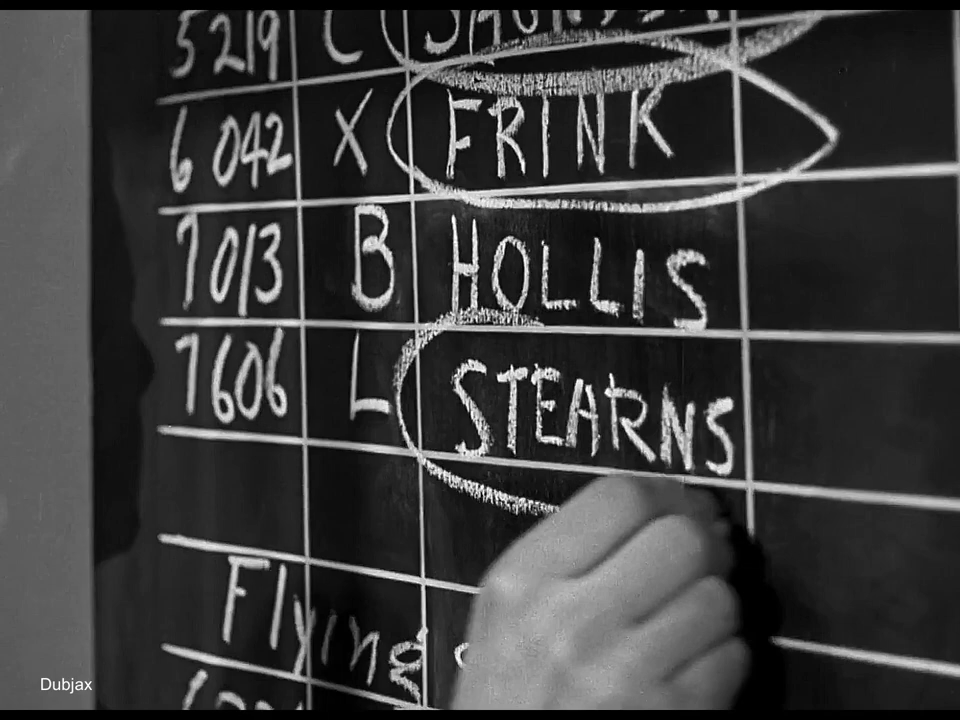 5219 C
6042 X FRINK
7013 B HOLLIS
7606 L STEARNS
Flying
Dubjax